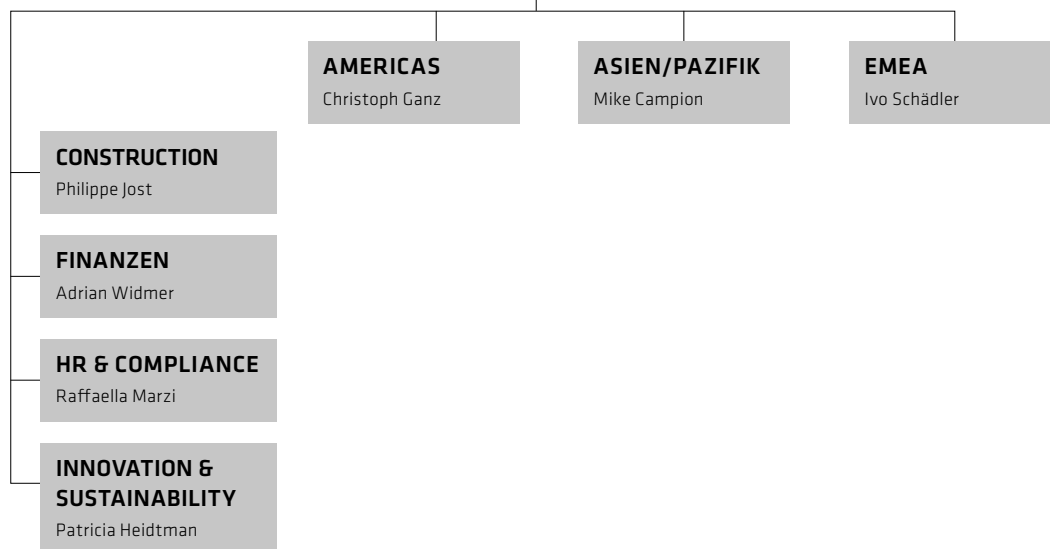 AMERICAS
Christoph Ganz
ASIEN/PAZIFIK
Mike Campion
EMEA
Ivo Schädler
CONSTRUCTION
Philippe Jost
FINANZEN
Adrian Widmer
HR & COMPLIANCE
Raffaella Marzi
INNOVATION &
SUSTAINABILITY
Patricia Heidtman